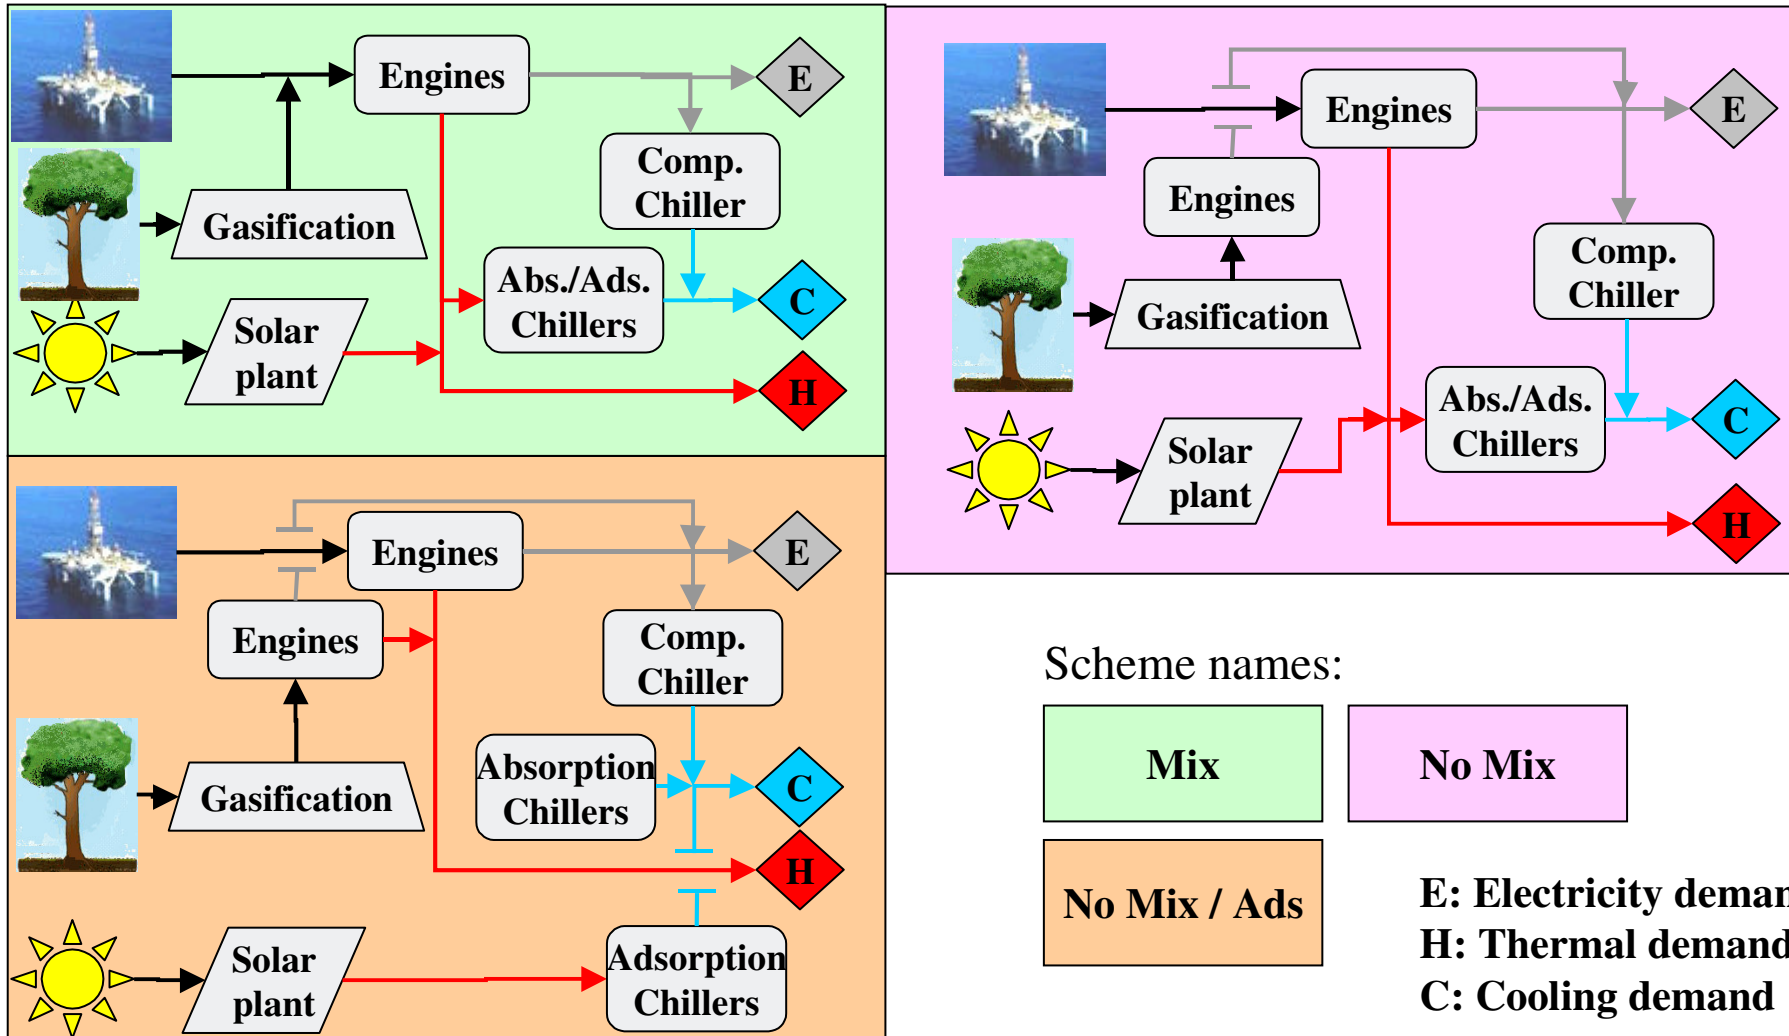 Engines
E
Comp.
Chiller
Gasification
Abs./Ads.
Chillers
C
Solar
plant
H
Engines
E
Engines
Comp.
Chiller
Gasification
Abs./Ads.
Chillers
C
Solar
plant
H
Engines
E
Engines
Comp.
Chiller
Absorption
Chillers
C
Gasification
H
Solar
plant
Adsorption
Chillers
Scheme names:
Mix
No Mix
No Mix / Ads
E: Electricity deman
H: Thermal demand
C: Cooling demand